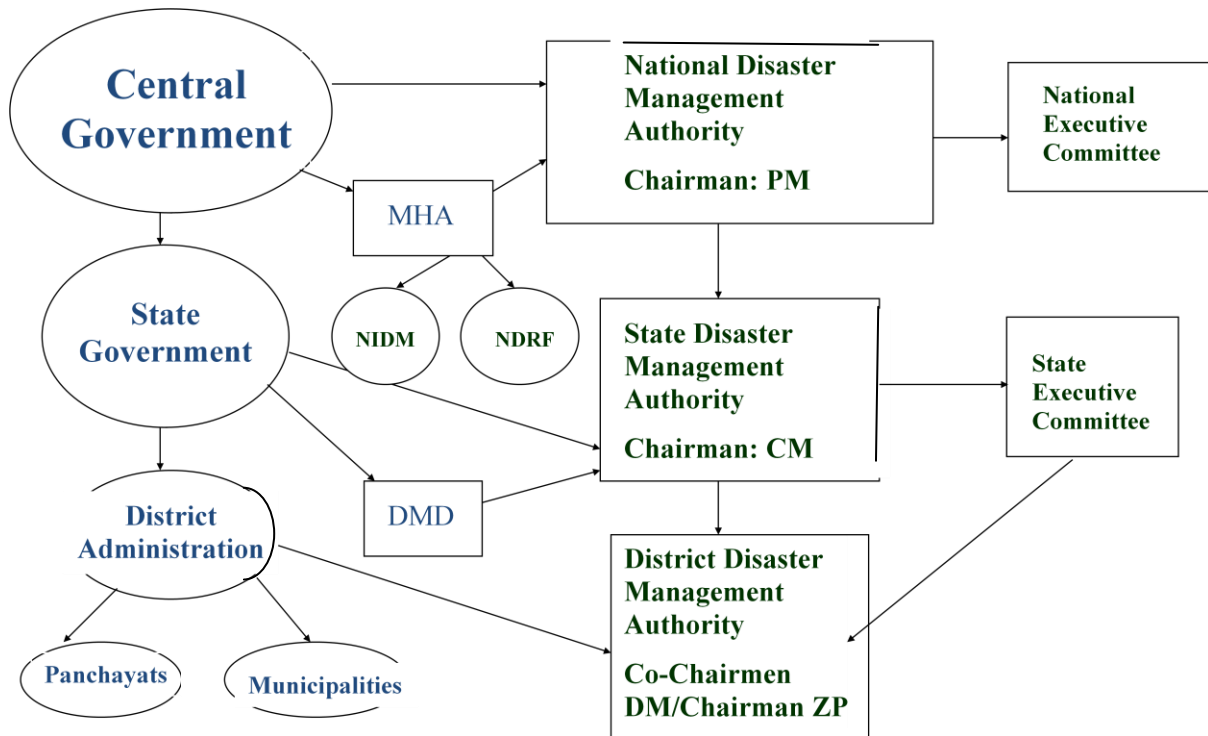 Central
Government
National Disaster
Management
Authority
Chairman: PM
National
Executive
Committee
MHA
NIDM
NDRF
State
Government
State Disaster
Management
Authority
Chairman: CM
State
Executive
Committee
DMD
District
Administration
District Disaster
Management
Authority
Co-Chairmen
DM/Chairman ZP
Panchayats
Municipalities